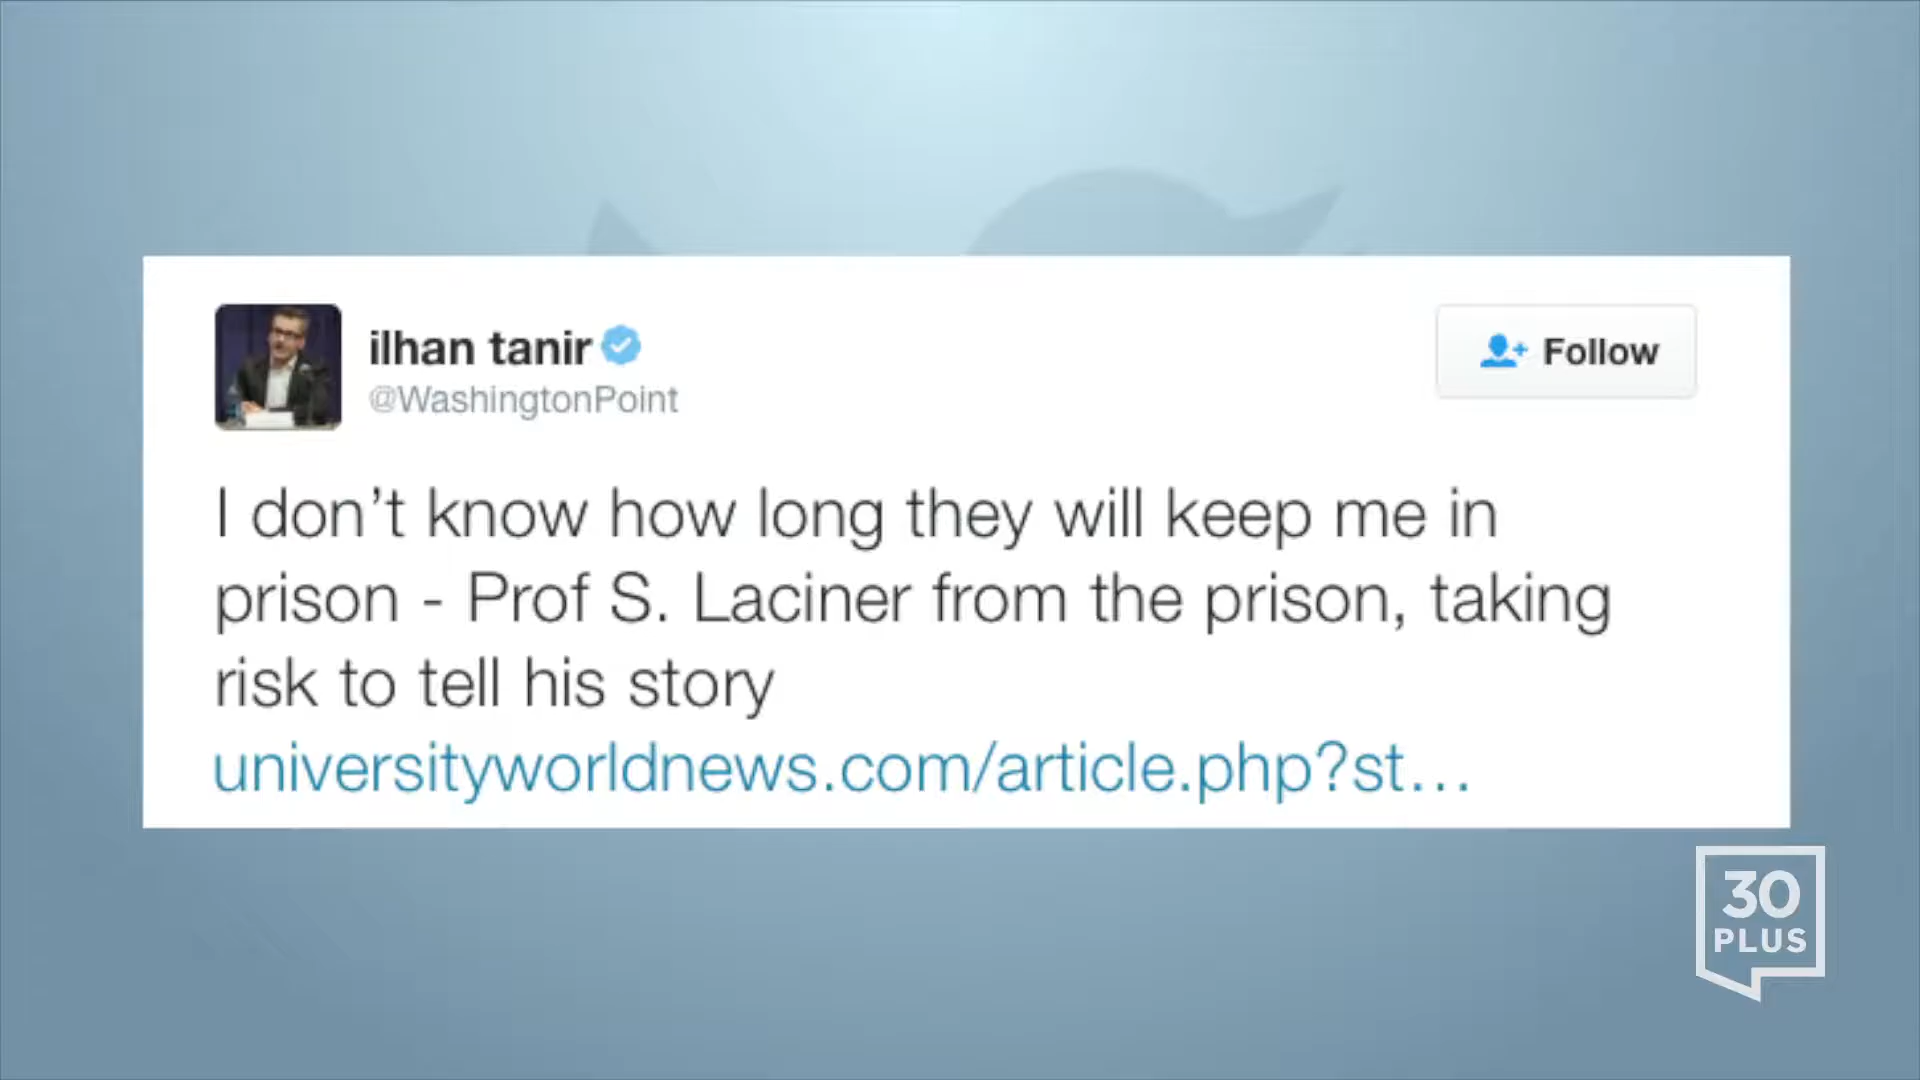 ilhan tanir
@WashingtonPoint
Follow
I don’t know how long they will keep me in
prison - Prof S. Laciner from the prison, taking
risk to tell his story
universityworldnews.com/article.php?st…
30
PLUS